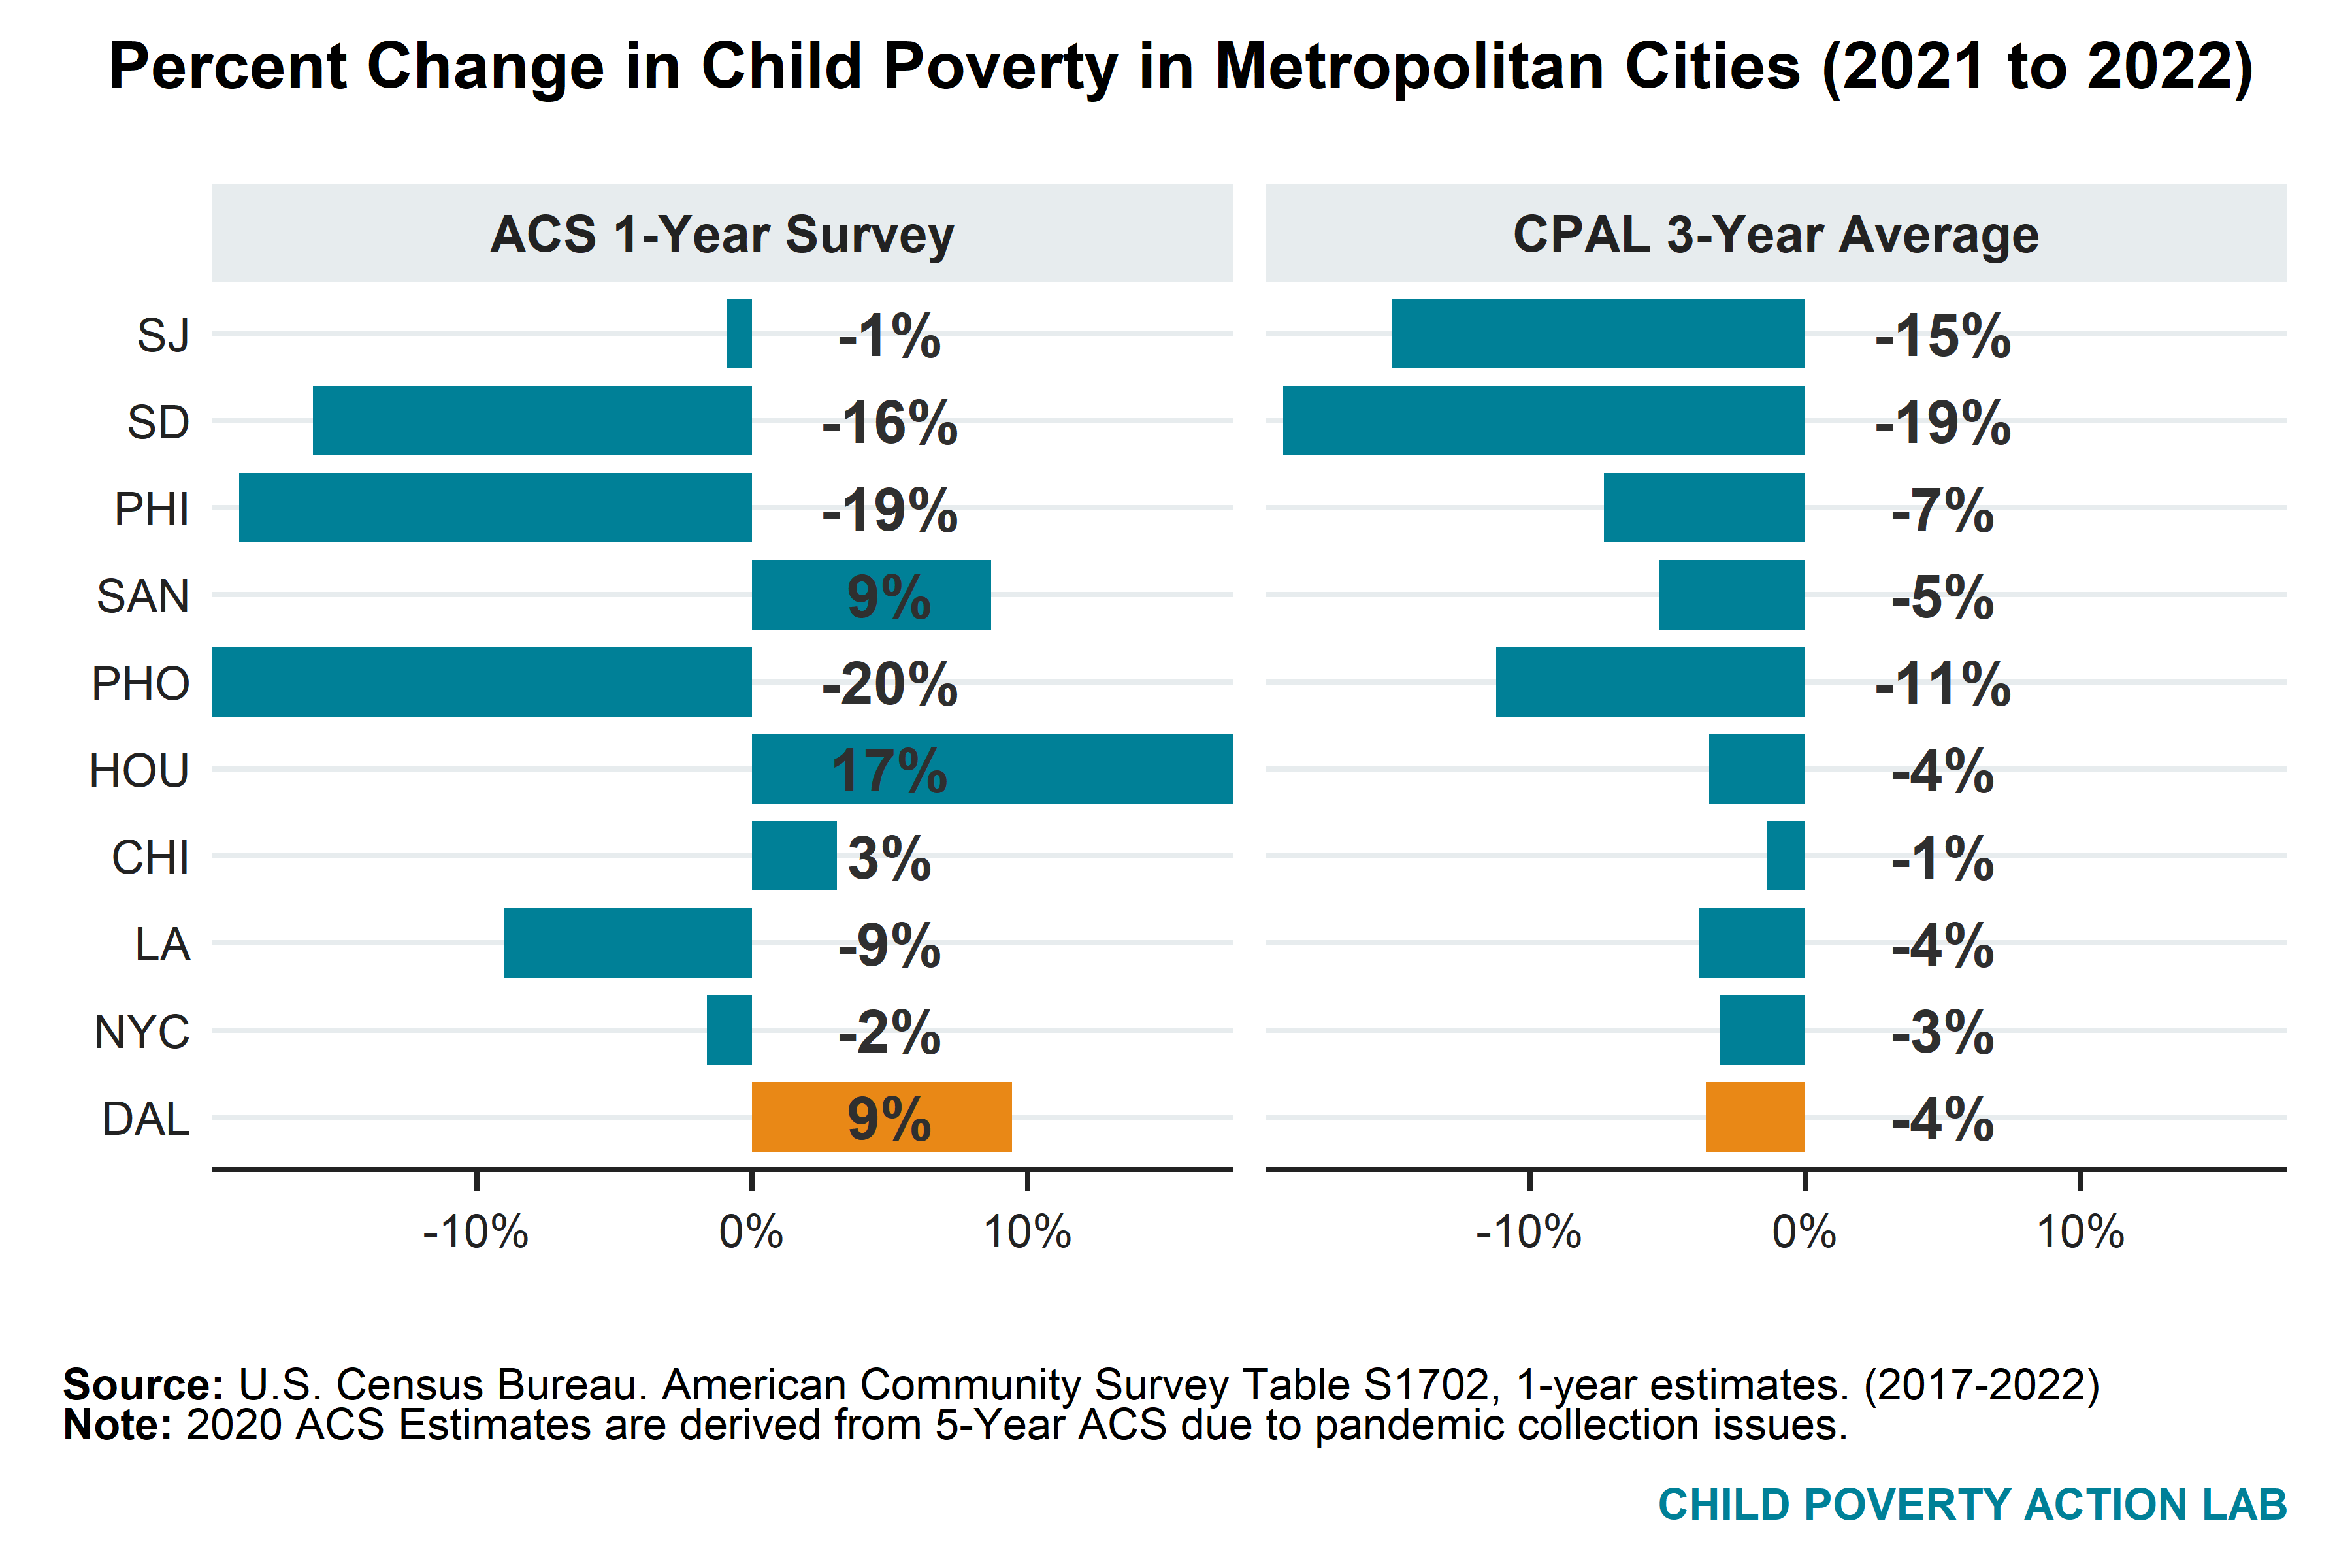 Percent Change in Child Poverty in Metropolitan Cities (2021 to 2022)
ACS 1-Year Survey
CPAL 3-Year Average
SJ -1% -15%
SD -16% -19%
PHI -19% -7%
SAN 9% -5%
PHO -20% -11%
HOU 17% -4%
CHI 3% -1%
LA -9% -4%
NYC -2% -3%
DAL 9% -4%
-10% 0% 10% -10% 0% 10%
Source: U.S. Census Bureau. American Community Survey Table S1702, 1-year estimates. (2017-2022)
Note: 2020 ACS Estimates are derived from 5-Year ACS due to pandemic collection issues.
CHILD POVERTY ACTION LAB